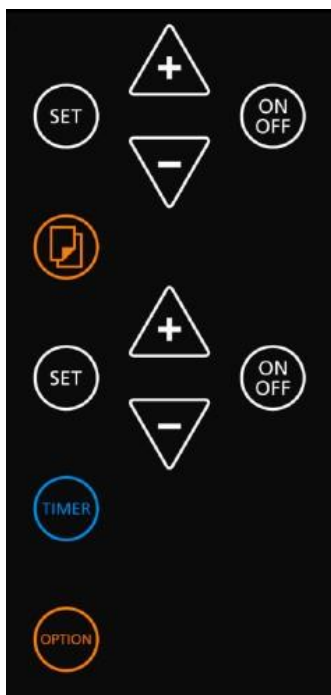 +
SET
ON
OFF
−
+
SET
ON
OFF
−
TIMER
OPTION